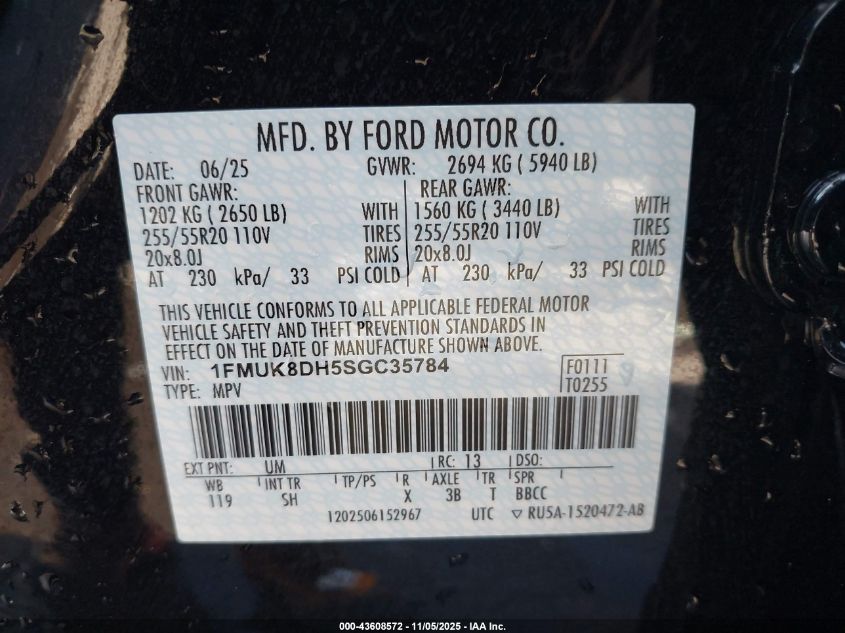 MFD. BY FORD MOTOR CO.
DATE: 06/25 GVWR: 2694 KG ( 5940 LB)
FRONT GAWR: REAR GAWR:
1202 KG ( 2650 LB) WITH 1560 KG ( 3440 LB) WITH
255/55R20 110V TIRES 255/55R20 110V TIRES
20x8.0J RIMS 20x8.0J RIMS
AT 230 kPa/ 33 PSI COLD AT 230 kPa/ 33 PSI COLD
THIS VEHICLE CONFORMS TO ALL APPLICABLE FEDERAL MOTOR
VEHICLE SAFETY AND THEFT PREVENTION STANDARDS IN
EFFECT ON THE DATE OF MANUFACTURE SHOWN ABOVE.
VIN: 1FMUK8DH5SGC35784 F0111
TYPE: MPV T0255
EXT PNT: UM RC: 13 DSO:
WB INT TR TP/PS R AXLE TR SPR
119 SH X 3B T BBCC
1202506152967 UTC ▽ RU5A-1520472-AB
000-43608572 - 11/05/2025 - IAA Inc.